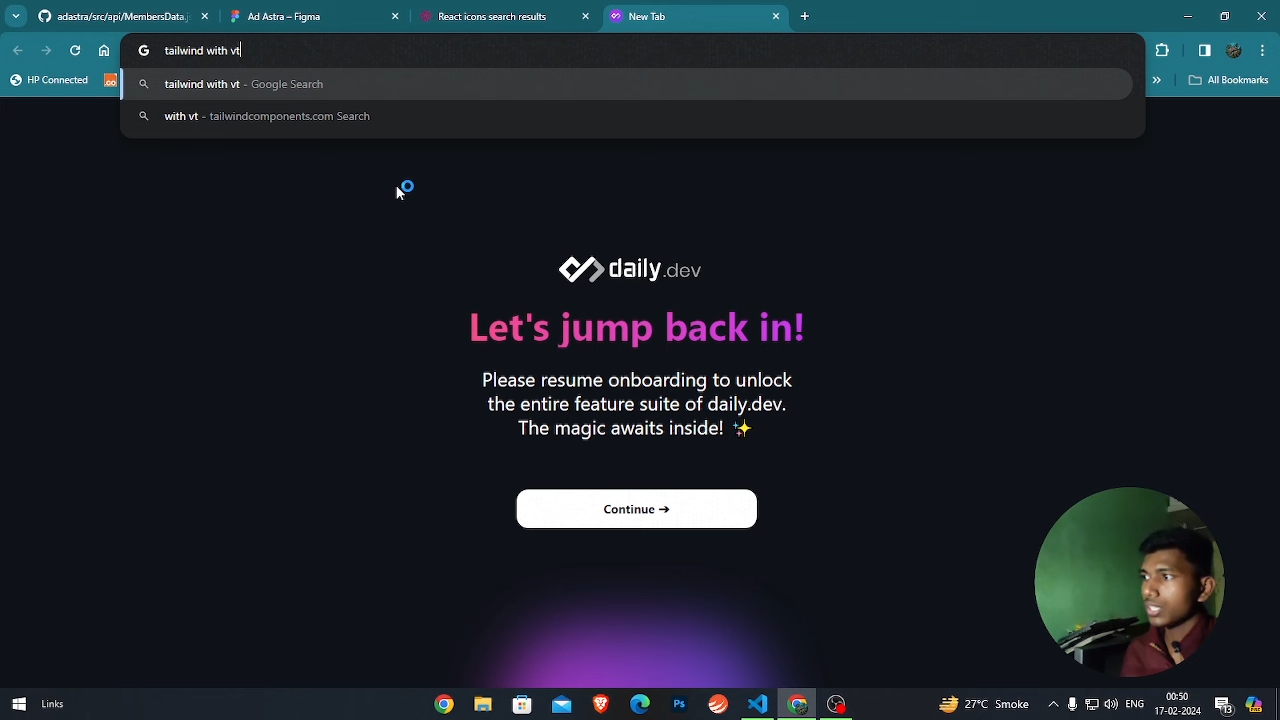 adastra/src/api/MembersData.js
Ad Astra – Figma
React icons search results
New Tab
tailwind with vt
HP Connected
All Bookmarks
tailwind with vt - Google Search
with vt - tailwindcomponents.com Search
daily.dev
Let's jump back in!
Please resume onboarding to unlock
the entire feature suite of daily.dev.
The magic awaits inside! ✨
Continue ➔
Links
27°C Smoke
ENG
00:50
17-02-2024